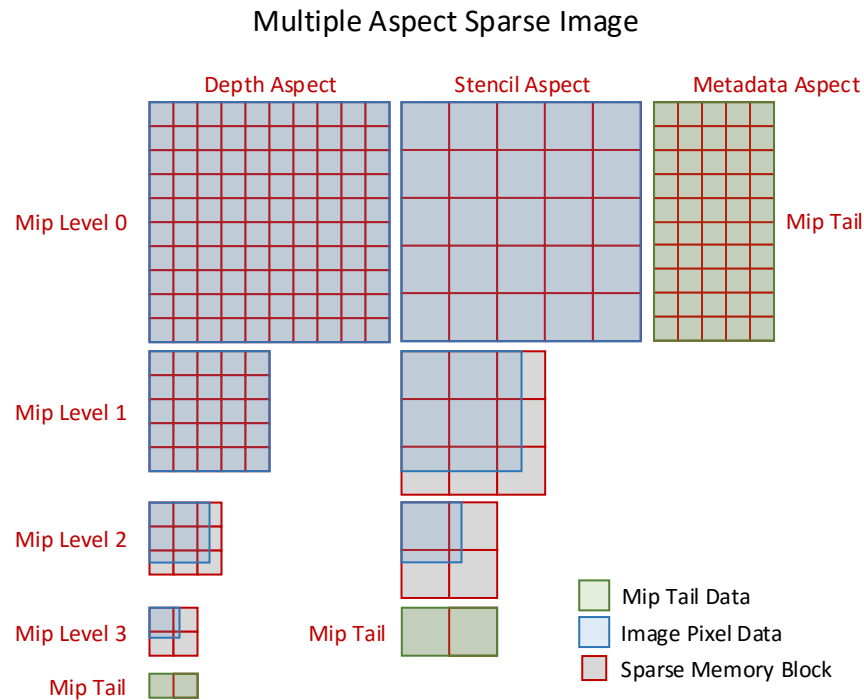 Multiple Aspect Sparse Image
Depth Aspect
Stencil Aspect
Metadata Aspect
Mip Level 0
Mip Tail
Mip Level 1
Mip Level 2
Mip Level 3
Mip Tail
Mip Tail
Mip Tail Data
Image Pixel Data
Sparse Memory Block